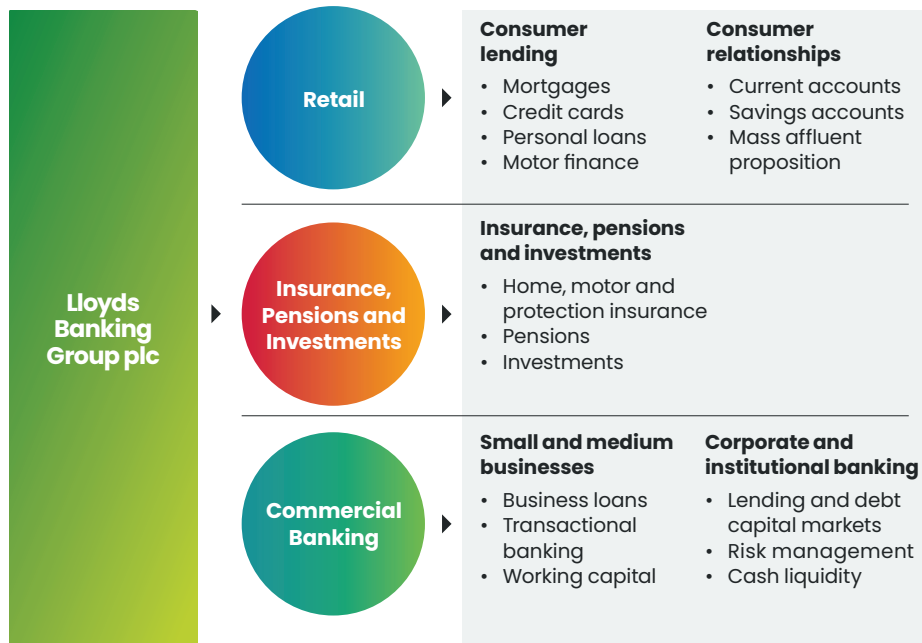 Lloyds
Banking
Group plc
Retail
Consumer
lending
• Mortgages
• Credit cards
• Personal loans
• Motor finance
Consumer
relationships
• Current accounts
• Savings accounts
• Mass affluent
proposition
Insurance,
Pensions and
Investments
Insurance, pensions
and investments
• Home, motor and
protection insurance
• Pensions
• Investments
Commercial
Banking
Small and medium
businesses
• Business loans
• Transactional
banking
• Working capital
Corporate and
institutional banking
• Lending and debt
capital markets
• Risk management
• Cash liquidity